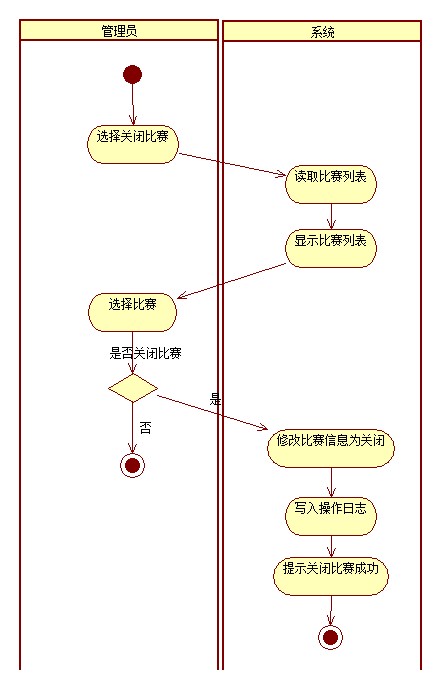 管理员
系统
选择关闭比赛
读取比赛列表
显示比赛列表
选择比赛
是否关闭比赛
是
否
修改比赛信息为关闭
写入操作日志
提示关闭比赛成功